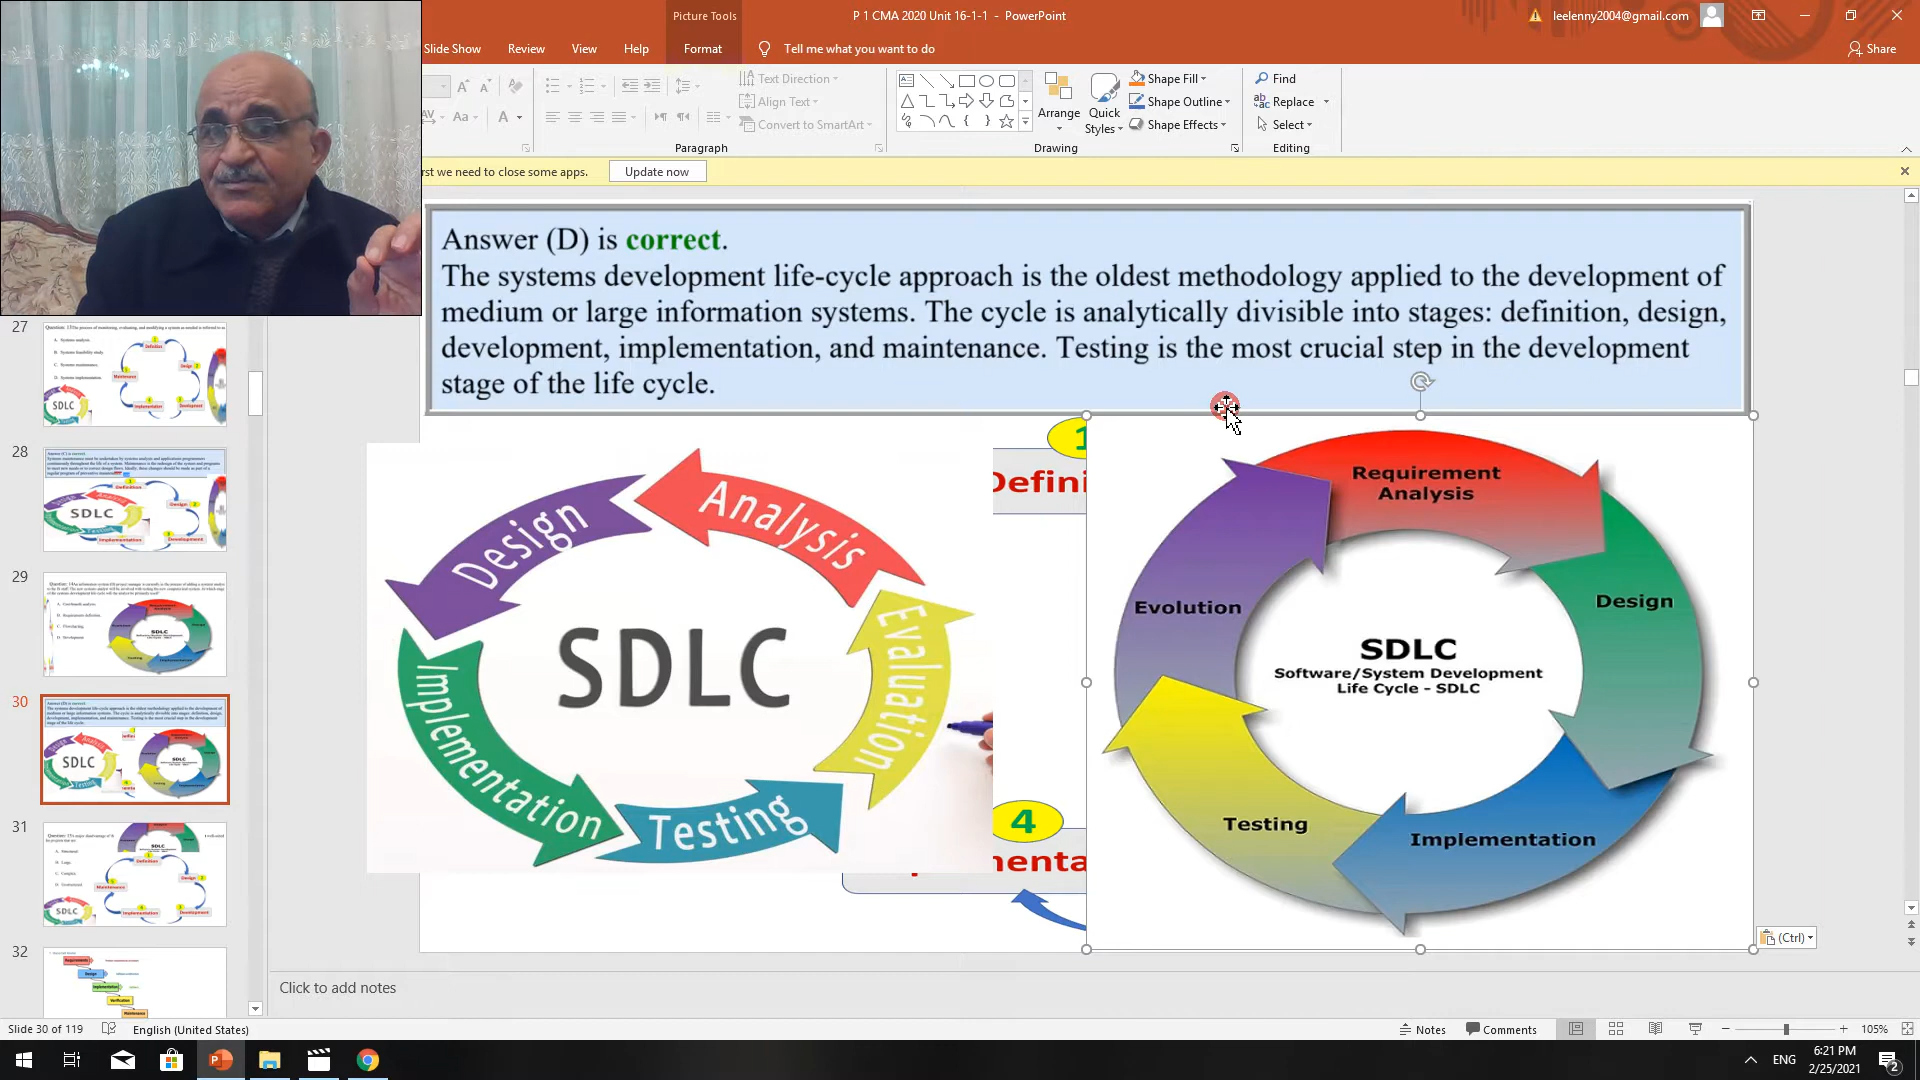 Picture Tools
P 1 CMA 2020 Unit 16-1-1 - PowerPoint
leelenny2004@gmail.com
Slide Show
Review
View
Help
Format
Tell me what you want to do
Share
Text Direction
Align Text
Convert to SmartArt
Paragraph
Arrange
Quick
Styles
Shape Fill
Shape Outline
Shape Effects
Drawing
Find
Replace
Select
Editing
rst we need to close some apps.
Update now
Answer (D) is correct.
The systems development life-cycle approach is the oldest methodology applied to the development of
medium or large information systems. The cycle is analytically divisible into stages: definition, design,
development, implementation, and maintenance. Testing is the most crucial step in the development
stage of the life cycle.
27
28
29
30
31
32
SDLC
SDLC
SDLC
SDLC
SDLC
1
Defini
4
menta
Analysis
Design
Implementation
Testing
Evaluation
SDLC
Requirement
Analysis
Design
Implementation
Testing
Evolution
SDLC
Software/System Development
Life Cycle - SDLC
(Ctrl)
Click to add notes
Slide 30 of 119
English (United States)
Notes
Comments
105%
ENG
6:21 PM
2/25/2021
2